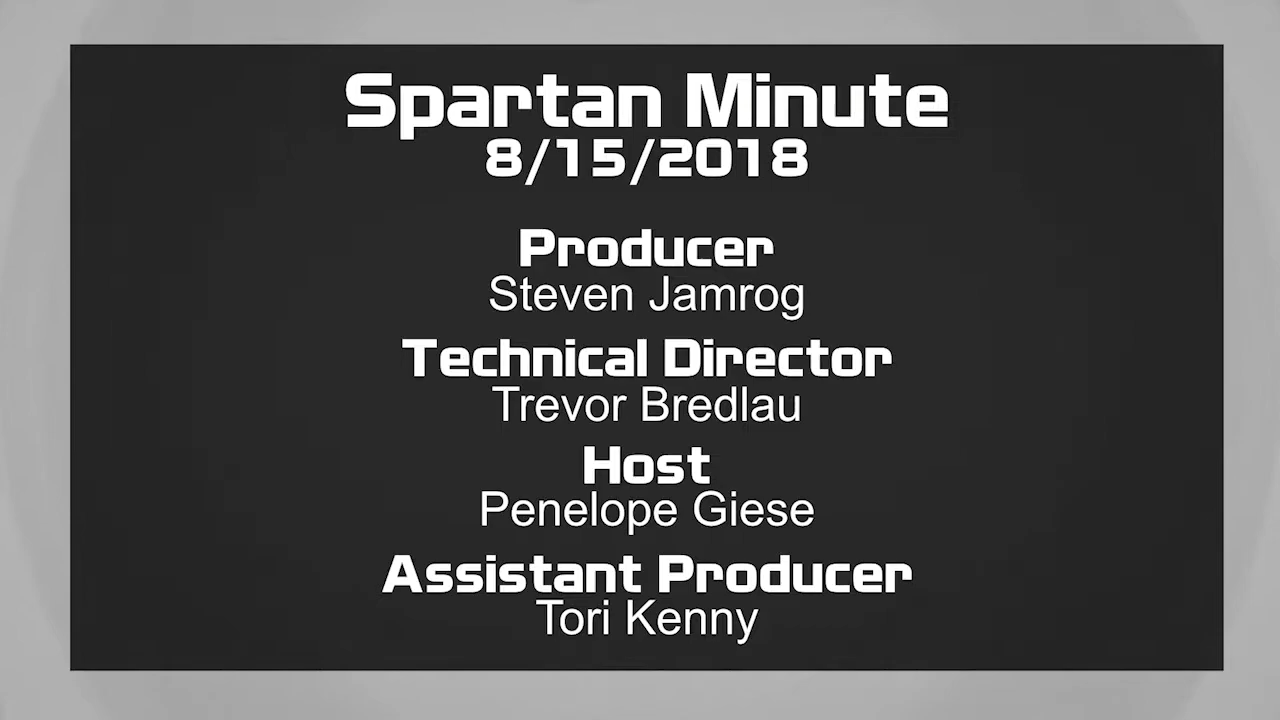 Spartan Minute
8/15/2018
Producer
Steven Jamrog
Technical Director
Trevor Bredlau
Host
Penelope Giese
Assistant Producer
Tori Kenny